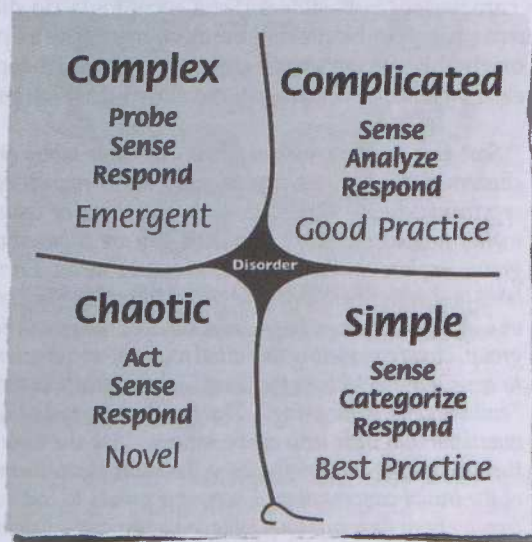 Complex
Probe
Sense
Respond
Emergent
Complicated
Sense
Analyze
Respond
Good Practice
Disorder
Chaotic
Act
Sense
Respond
Novel
Simple
Sense
Categorize
Respond
Best Practice